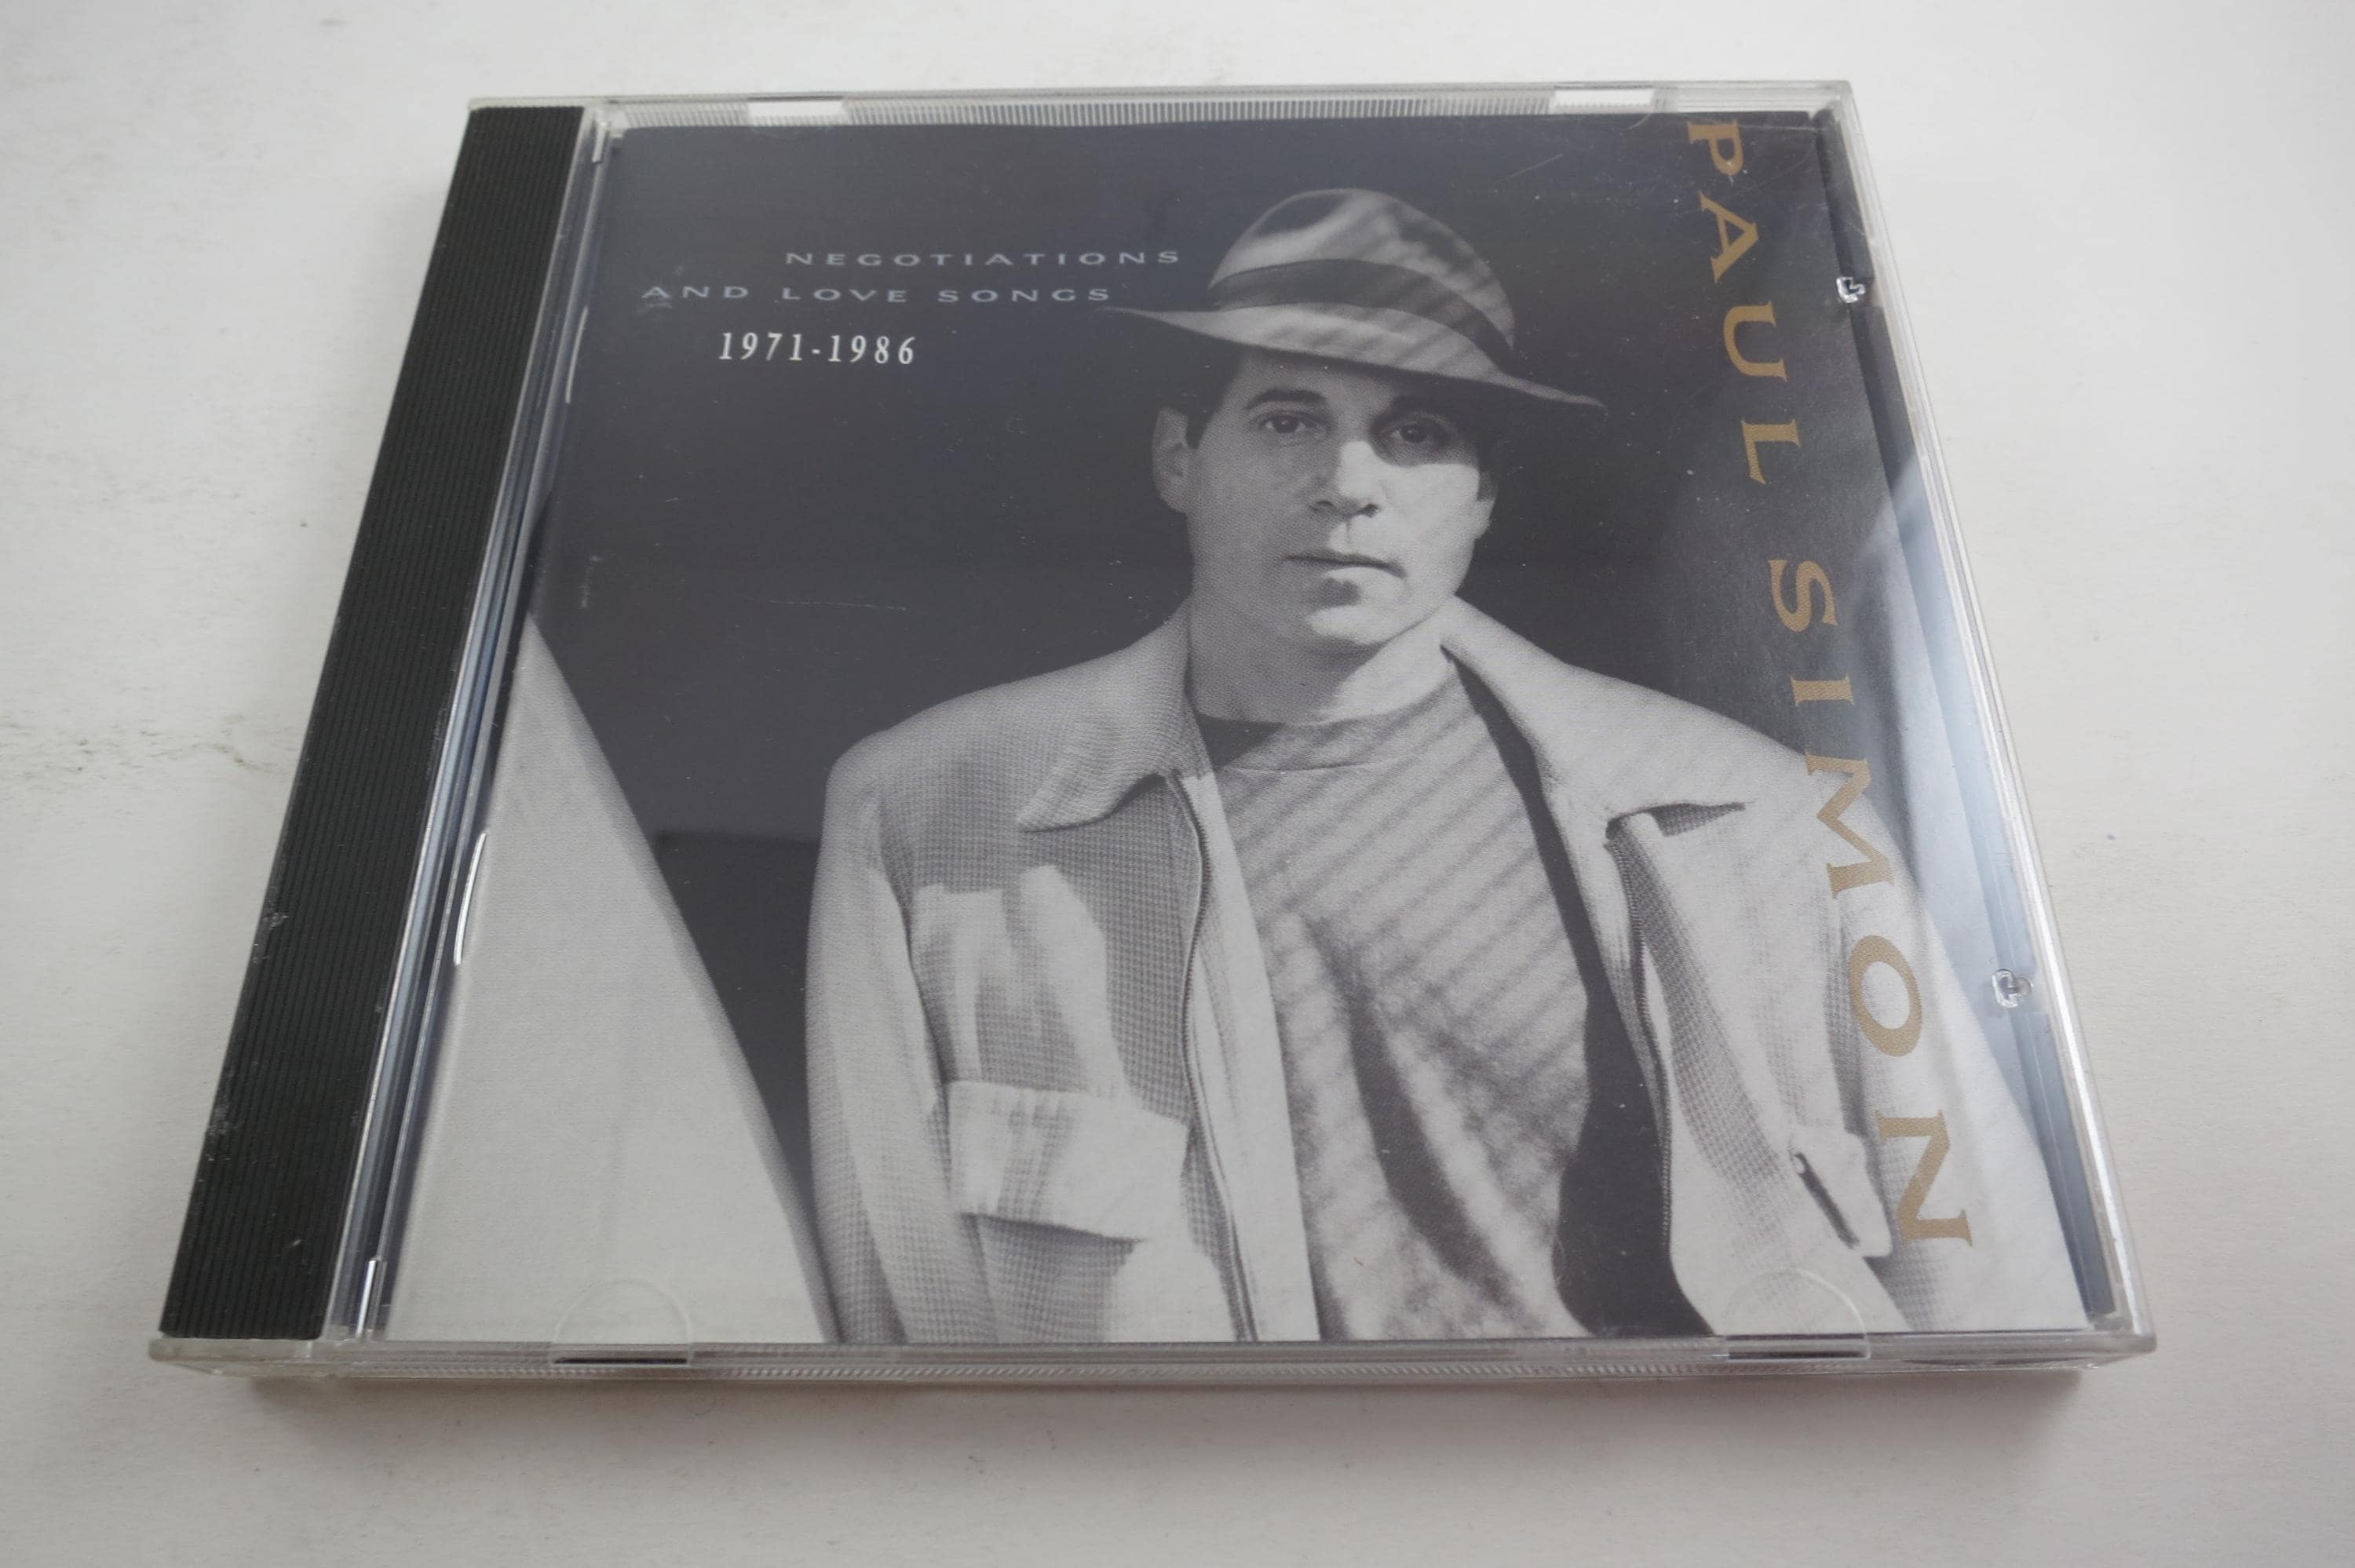 NEGOTIATIONS
AND LOVE SONGS
1971-1986
PAUL SIMON